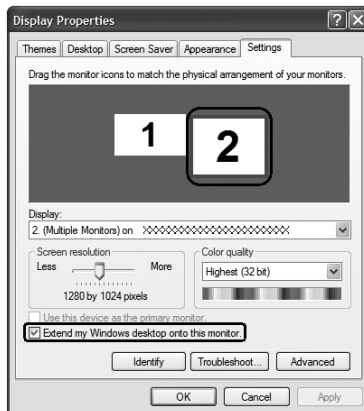 Display Properties
Themes Desktop Screen Saver Appearance Settings
Drag the monitor icons to match the physical arrangement of your monitors.
1 2
Display:
2. (Multiple Monitors) on XXXXXXXXXXXXXXXXXXXXXXX
Screen resolution
Less More
1280 by 1024 pixels
Color quality
Highest (32 bit)
Use this device as the primary monitor.
Extend my Windows desktop onto this monitor.
Identify Troubleshoot... Advanced
OK Cancel Apply